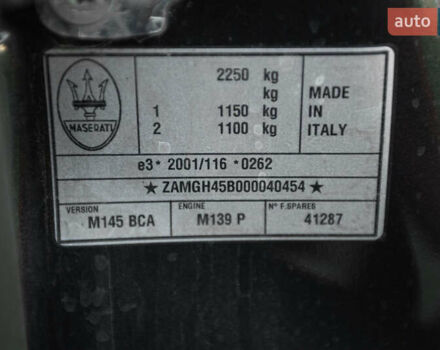 auto
2250 kg
kg
1 1150 kg
2 1100 kg
MADE
IN
ITALY
MASERATI
e3* 2001/116 *0262
★ ZAMGH45B000040454 ★
VERSION ENGINE N° F.SPARES
M145 BCA M139 P 41287